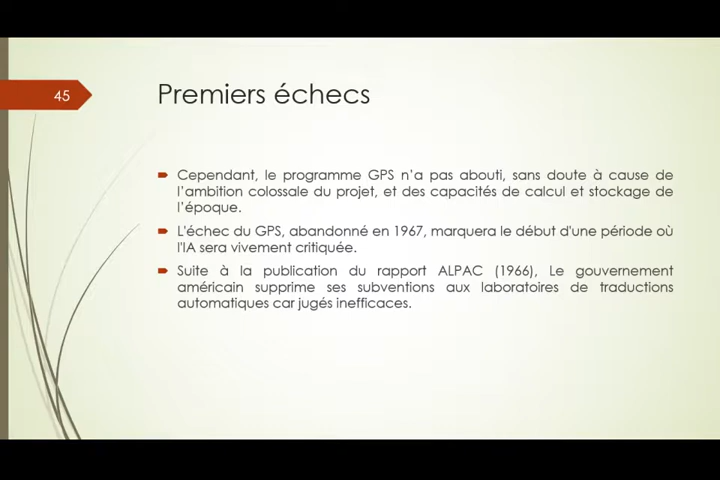 45
Premiers échecs
Cependant, le programme GPS n'a pas abouti, sans doute à cause de
l'ambition colossale du projet, et des capacités de calcul et stockage de
l'époque.
L'échec du GPS, abandonné en 1967, marquera le début d'une période où
l'IA sera vivement critiquée.
Suite à la publication du rapport ALPAC (1966), Le gouvernement
américain supprime ses subventions aux laboratoires de traductions
automatiques car jugés inefficaces.